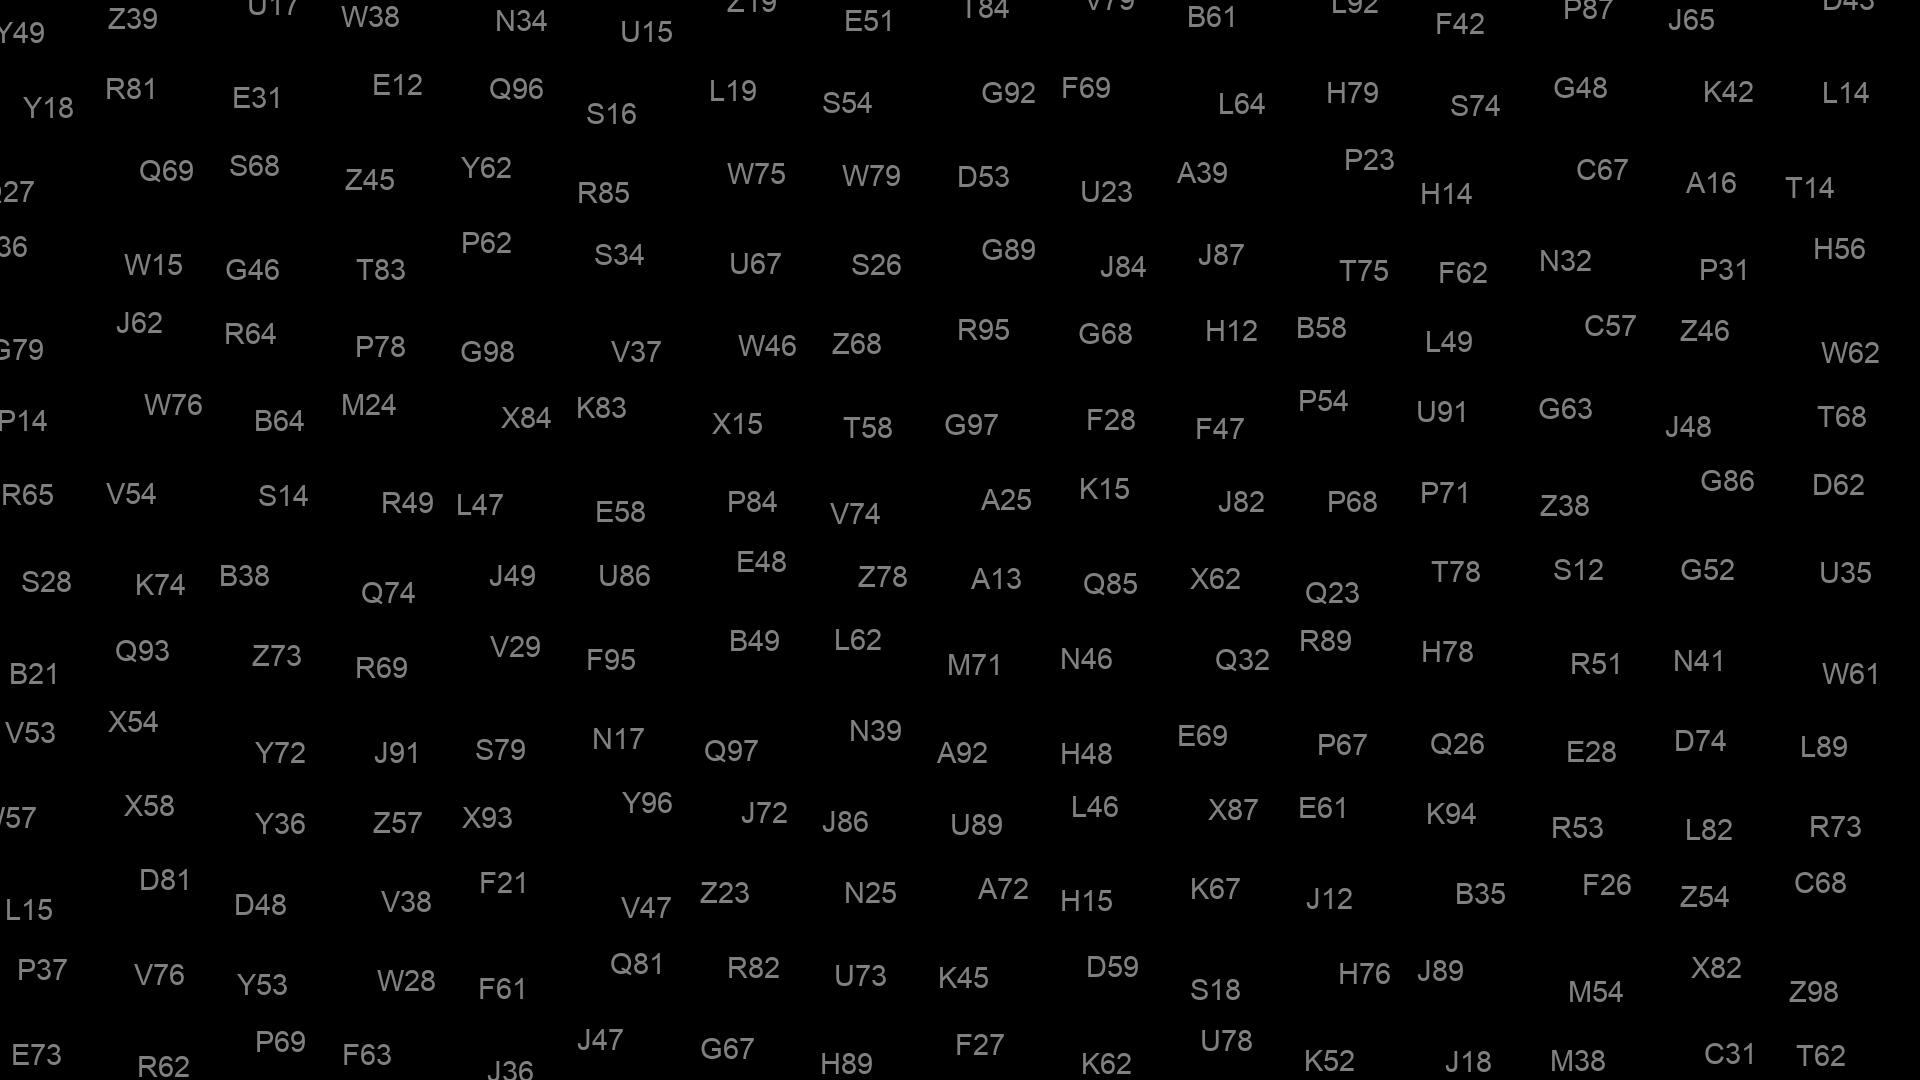 Y49 Z39 U17 W38 N34 U15 Z19 E51 T84 V79 B61 L92 F42 P87 J65 D43
Y18 R81 E31 E12 Q96 S16 L19 S54 G92 F69 L64 H79 S74 G48 K42 L14
27 Q69 S68 Z45 Y62 R85 W75 W79 D53 U23 A39 P23 H14 C67 A16 T14
36 W15 G46 T83 P62 S34 U67 S26 G89 J84 J87 T75 F62 N32 P31 H56
G79 J62 R64 P78 G98 V37 W46 Z68 R95 G68 H12 B58 L49 C57 Z46 W62
P14 W76 B64 M24 X84 K83 X15 T58 G97 F28 F47 P54 U91 G63 J48 T68
R65 V54 S14 R49 L47 E58 P84 V74 A25 K15 J82 P68 P71 Z38 G86 D62
S28 K74 B38 Q74 J49 U86 E48 Z78 A13 Q85 X62 Q23 T78 S12 G52 U35
B21 Q93 Z73 R69 V29 F95 B49 L62 M71 N46 Q32 R89 H78 R51 N41 W61
V53 X54 Y72 J91 S79 N17 Q97 N39 A92 H48 E69 P67 Q26 E28 D74 L89
57 X58 Y36 Z57 X93 Y96 J72 J86 U89 L46 X87 E61 K94 R53 L82 R73
L15 D81 D48 V38 F21 V47 Z23 N25 A72 H15 K67 J12 B35 F26 Z54 C68
P37 V76 Y53 W28 F61 Q81 R82 U73 K45 D59 S18 H76 J89 M54 X82 Z98
E73 R62 P69 F63 J36 J47 G67 H89 F27 K62 U78 K52 J18 M38 C31 T62